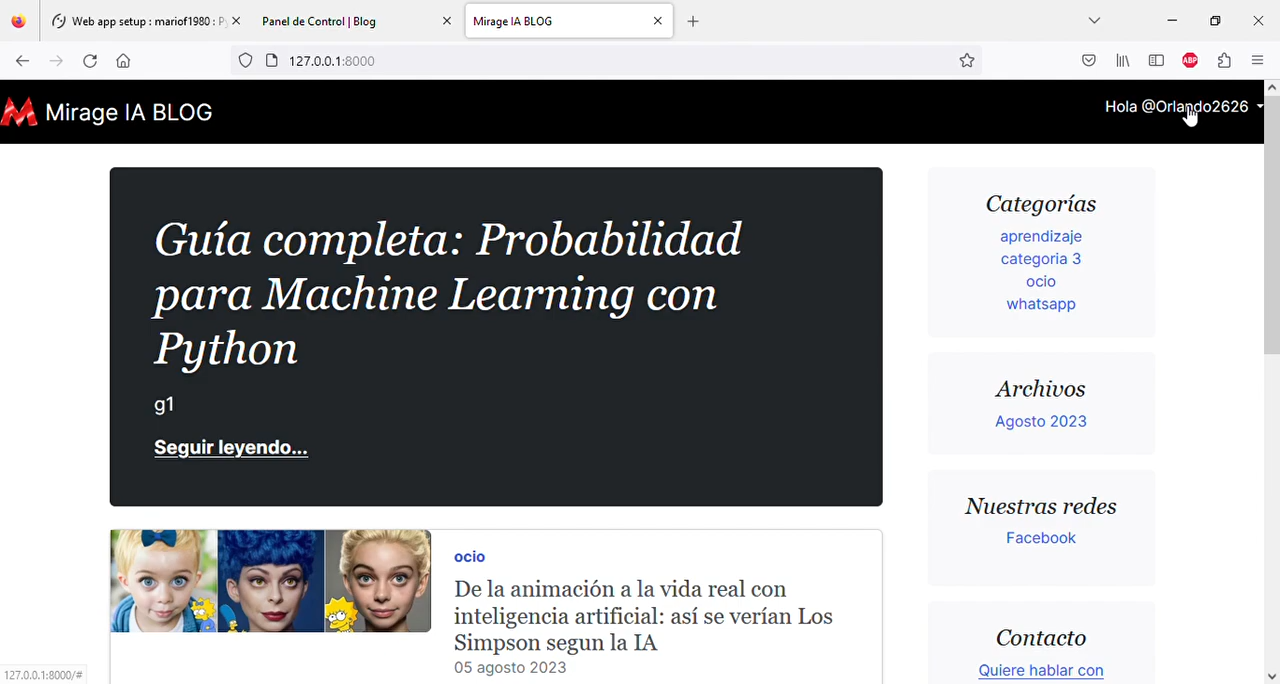 Web app setup : mariof1980 : Py
Panel de Control | Blog
Mirage IA BLOG
127.0.0.1:8000
ABP
Mirage IA BLOG
Hola @Orlando2626
Guía completa: Probabilidad
para Machine Learning con
Python
g1
Seguir leyendo...
ocio
De la animación a la vida real con
inteligencia artificial: así se verían Los
Simpson segun la IA
05 agosto 2023
Categorías
aprendizaje
categoria 3
ocio
whatsapp
Archivos
Agosto 2023
Nuestras redes
Facebook
Contacto
Quiere hablar con
127.0.0.1:8000/#